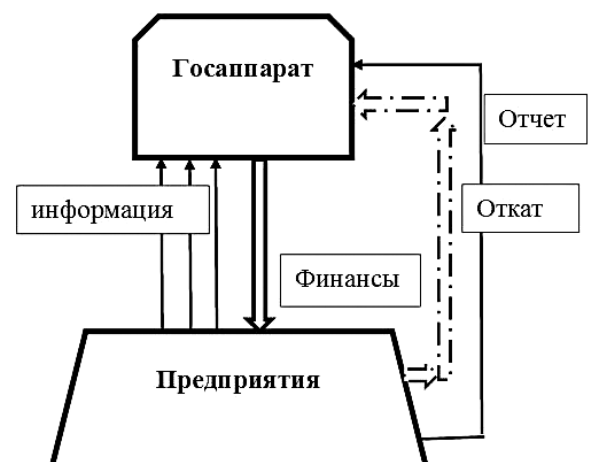 Госаппарат
Отчет
информация
Откат
Финансы
Предприятия